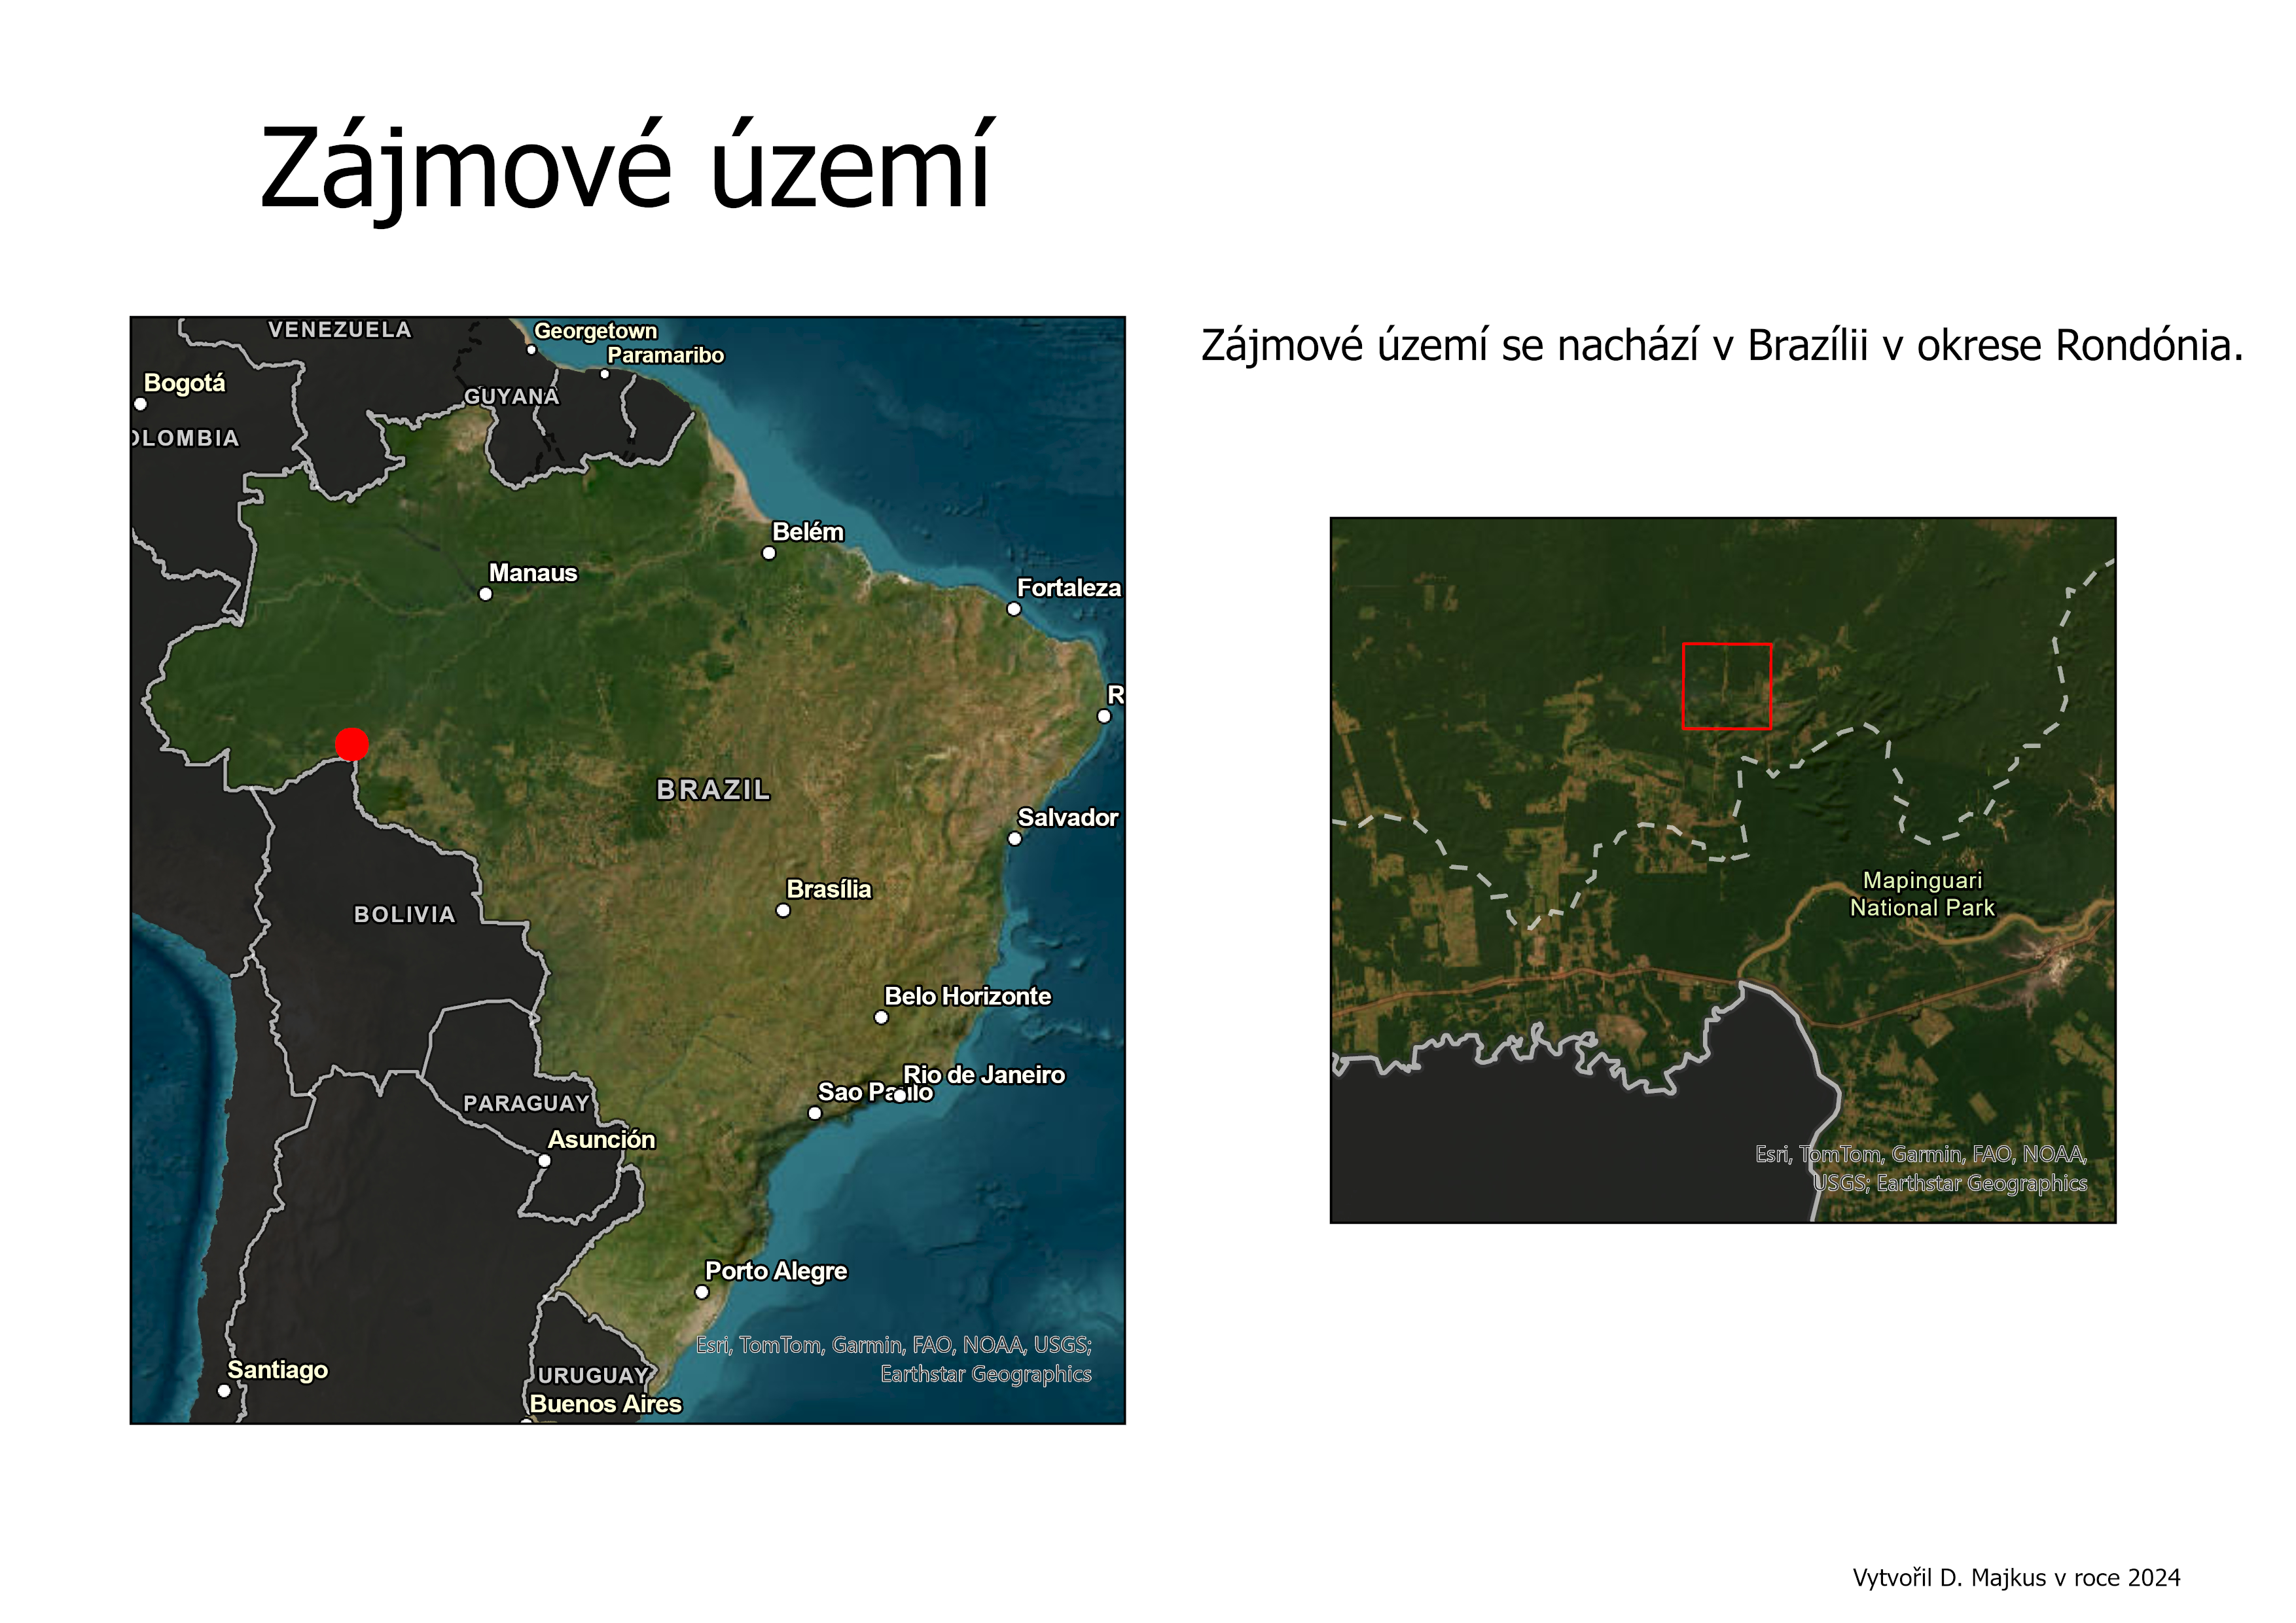 Zájmové území
Zájmové území se nachází v Brazílii v okrese Rondónia.
VENEZUELA
Georgetown
Paramaribo
Bogotá
GUYANA
OLOMBIA
Belém
Manaus
Fortaleza
R
BRAZIL
Salvador
Brasília
BOLIVIA
Belo Horizonte
Rio de Janeiro
Sao Paulo
PARAGUAY
Asunción
Porto Alegre
Esri, TomTom, Garmin, FAO, NOAA, USGS;
Earthstar Geographics
Santiago
URUGUAY
Buenos Aires
Mapinguari
National Park
Esri, TomTom, Garmin, FAO, NOAA,
USGS; Earthstar Geographics
Vytvořil D. Majkus v roce 2024